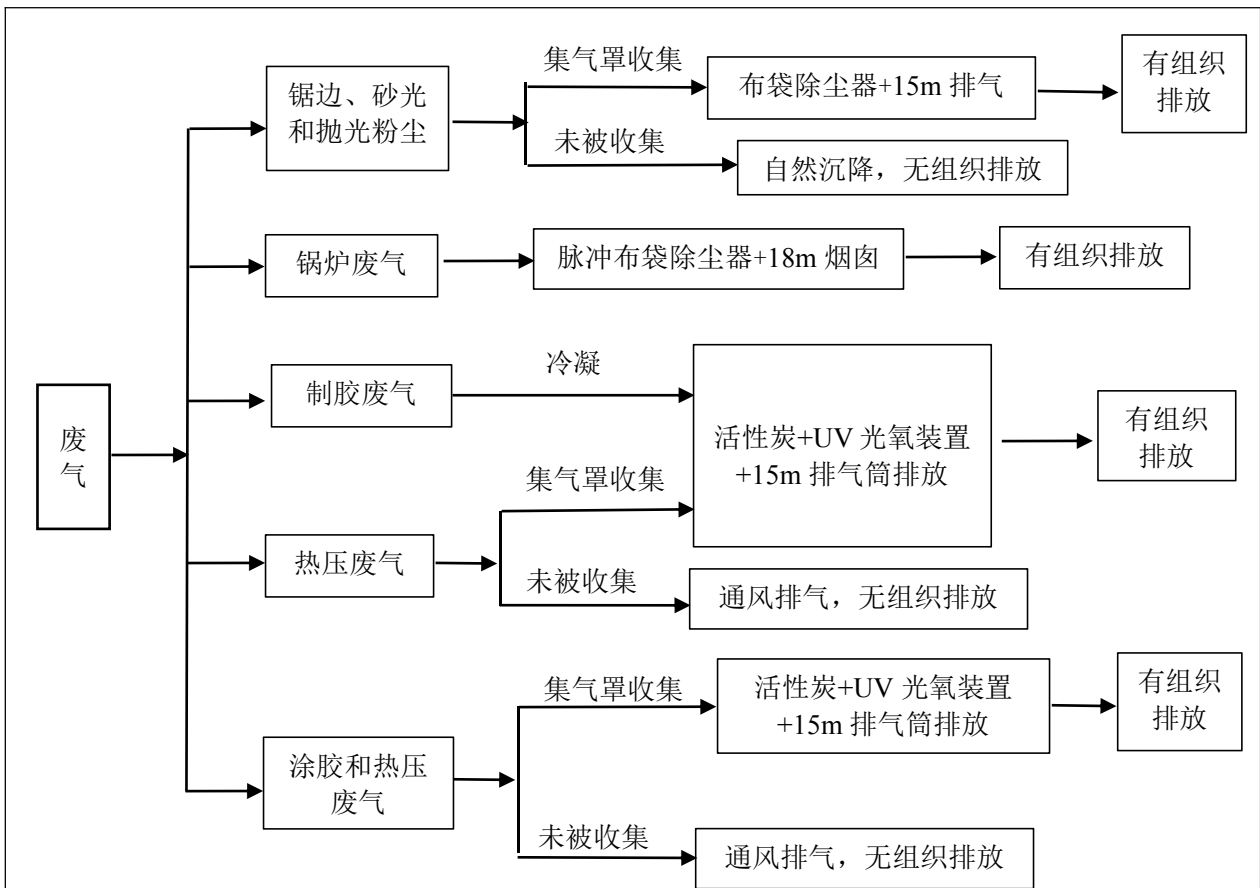 集气罩收集
布袋除尘器+15m 排气
有组织
排放
锯边、砂光
和抛光粉尘
未被收集
自然沉降，无组织排放
锅炉废气
脉冲布袋除尘器+18m 烟囱
有组织排放
废
气
制胶废气
冷凝
活性炭+UV 光氧装置
+15m 排气筒排放
有组织
排放
集气罩收集
热压废气
未被收集
通风排气，无组织排放
集气罩收集
活性炭+UV 光氧装置
+15m 排气筒排放
有组织
排放
涂胶和热压
废气
未被收集
通风排气，无组织排放